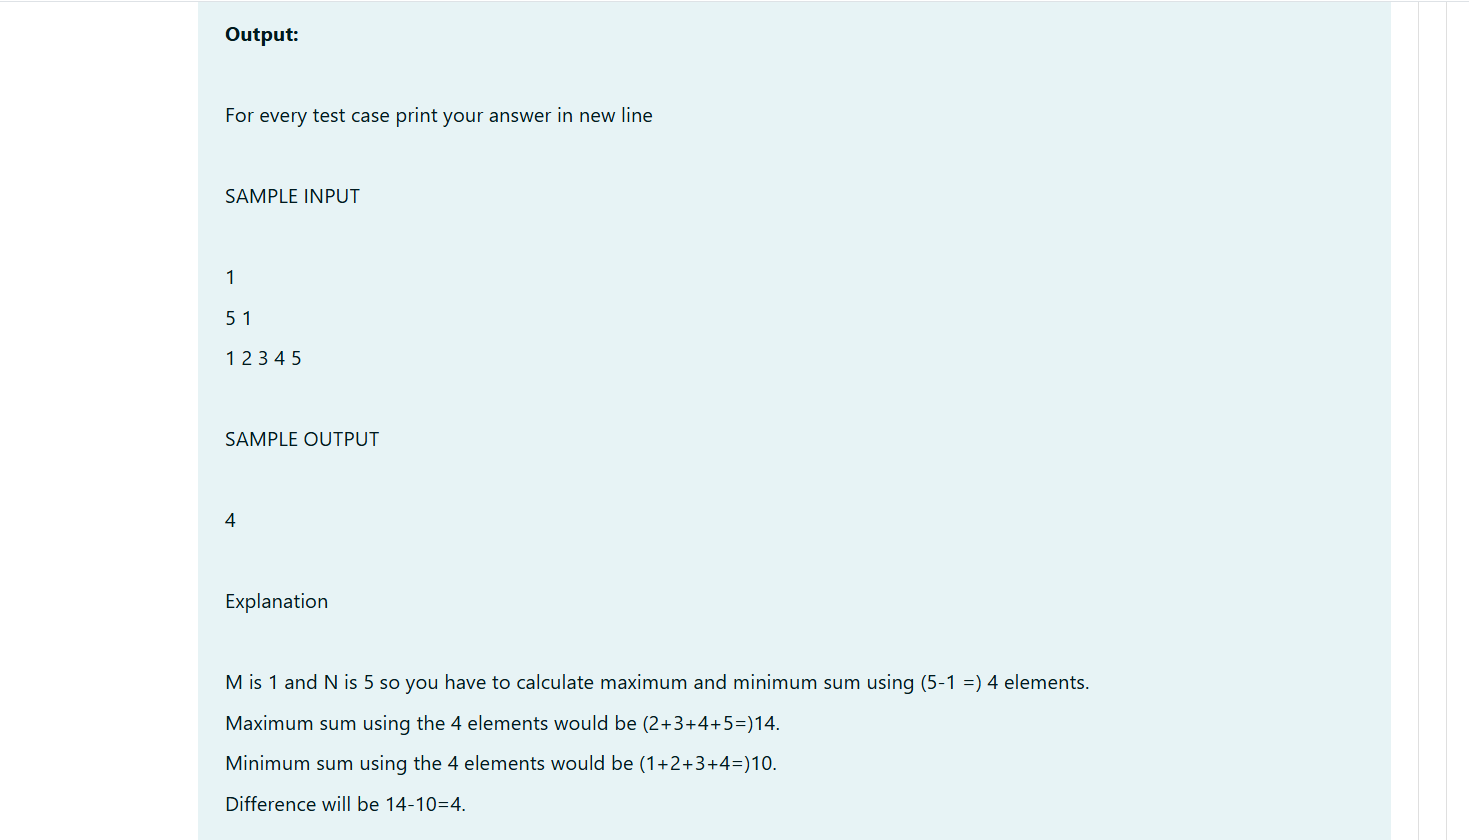 Output:
For every test case print your answer in new line
SAMPLE INPUT
1
5 1
1 2 3 4 5
SAMPLE OUTPUT
4
Explanation
M is 1 and N is 5 so you have to calculate maximum and minimum sum using (5-1 =) 4 elements.
Maximum sum using the 4 elements would be (2+3+4+5=)14.
Minimum sum using the 4 elements would be (1+2+3+4=)10.
Difference will be 14-10=4.